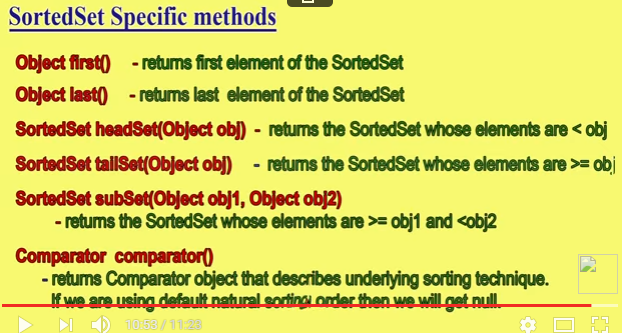 SortedSet Specific methods
Object first() - returns first element of the SortedSet
Object last() - returns last element of the SortedSet
SortedSet headSet(Object obj) - returns the SortedSet whose elements are < obj
SortedSet tailSet(Object obj) - returns the SortedSet whose elements are >= obj
SortedSet subSet(Object obj1, Object obj2)
- returns the SortedSet whose elements are >= obj1 and <obj2
Comparator comparator()
- returns Comparator object that describes underlying sorting technique.
If we are using default natural sorting order then we will get null.
10:53 / 11:23